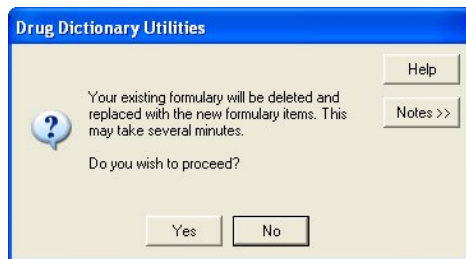 Drug Dictionary Utilities
Help
Your existing formulary will be deleted and
replaced with the new formulary items. This
may take several minutes.
Notes >>
Do you wish to proceed?
Yes
No